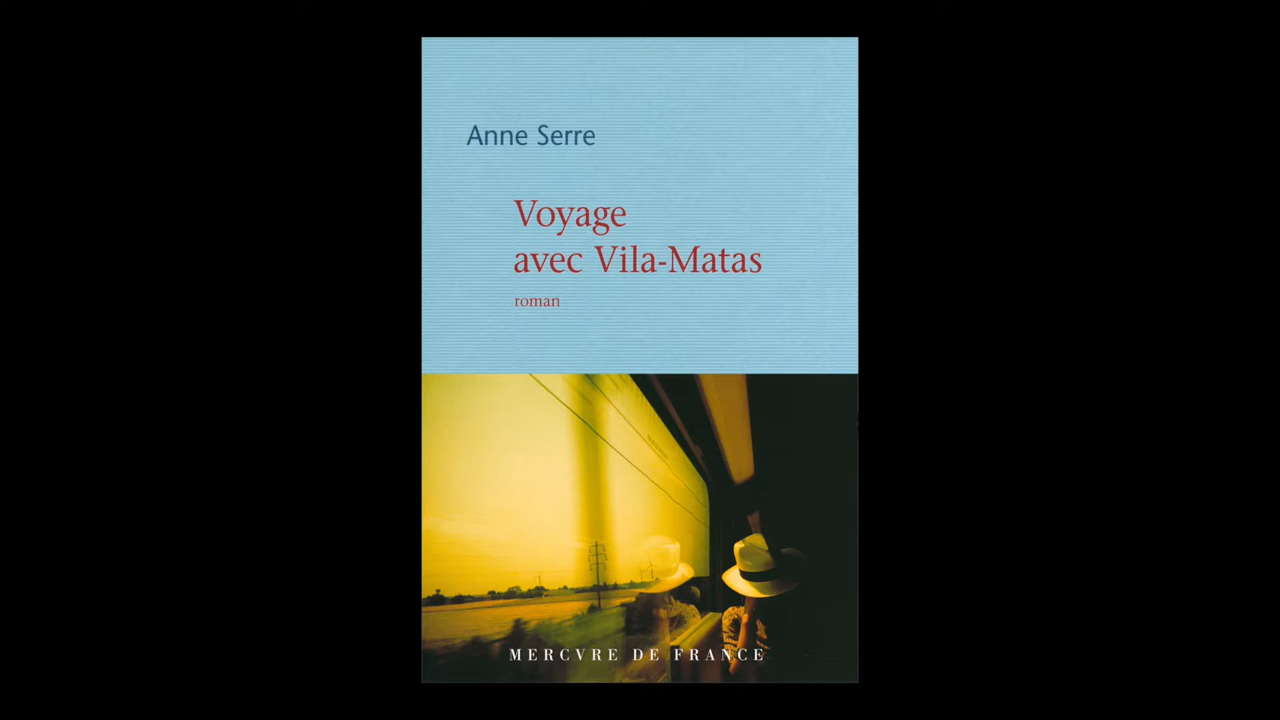 Anne Serre
Voyage
avec Vila-Matas
roman
MERCVRE DE FRANCE